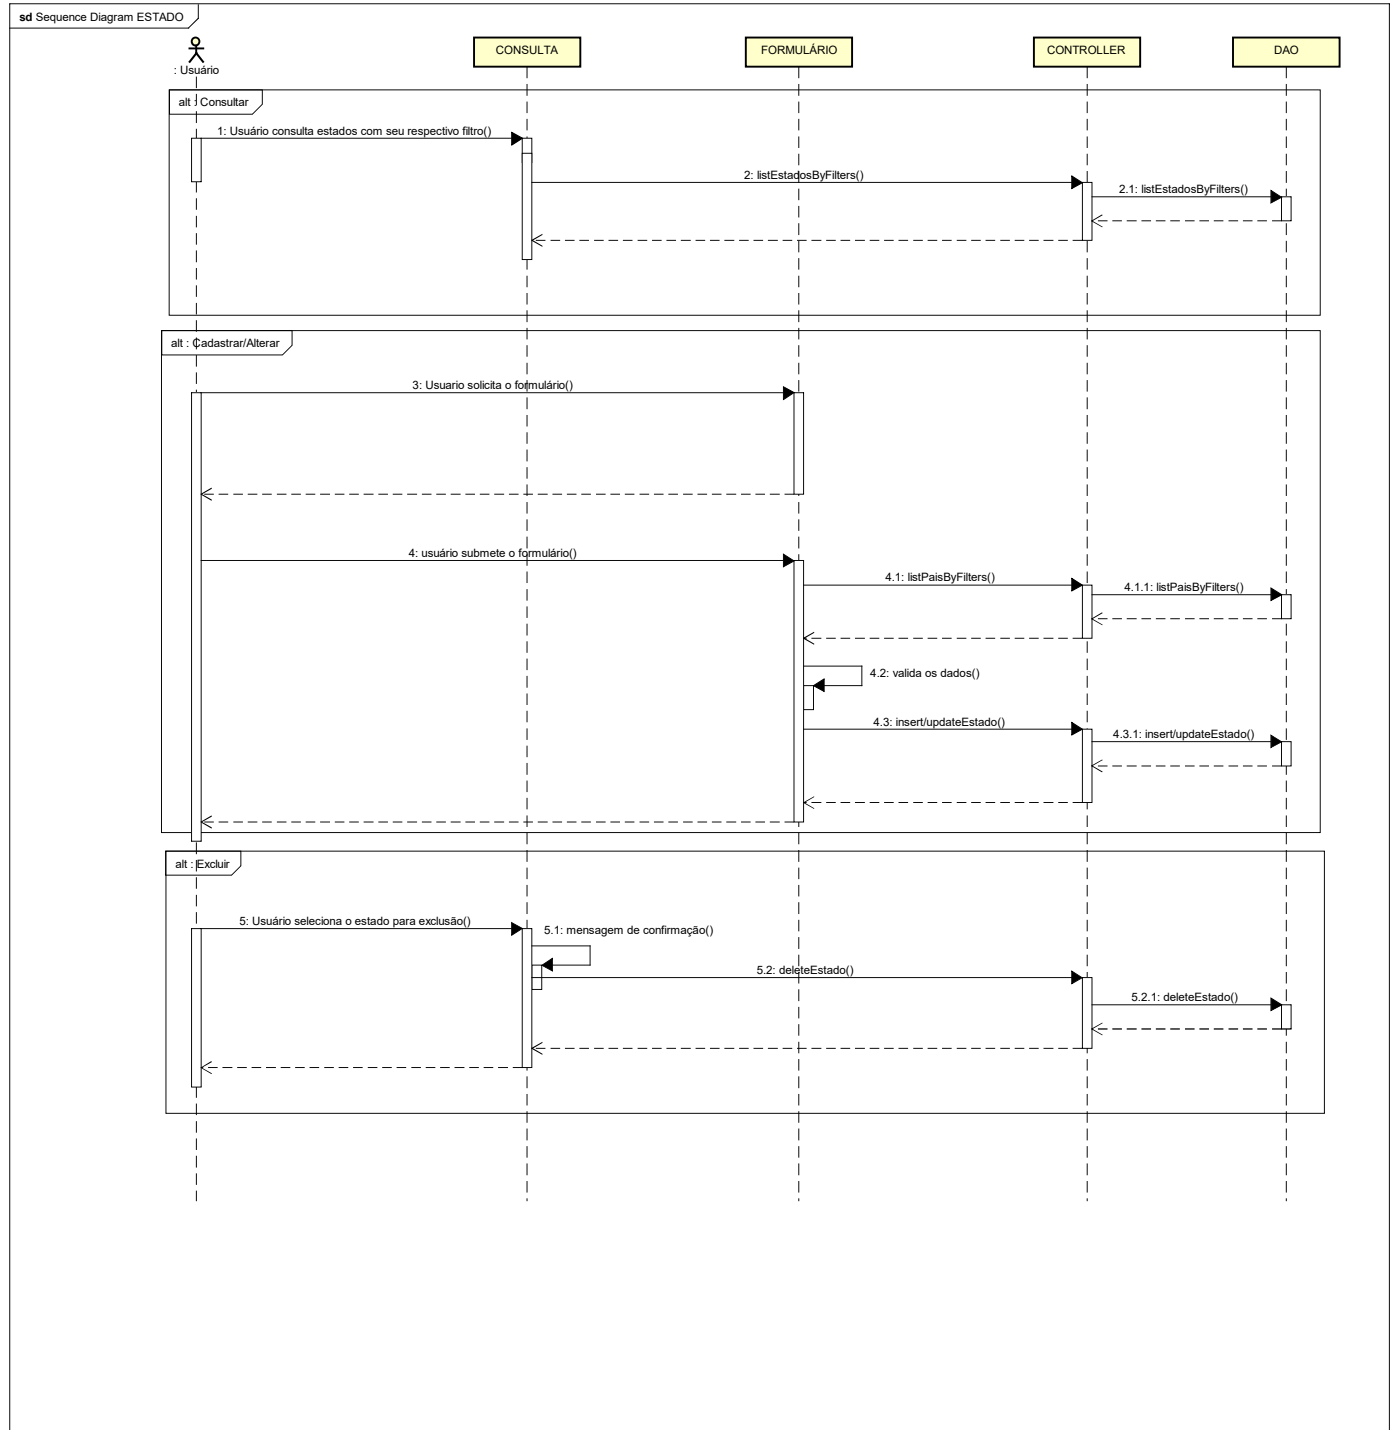 sd Sequence Diagram ESTADO
: Usuário
CONSULTA
FORMULÁRIO
CONTROLLER
DAO
alt : Consultar
1: Usuário consulta estados com seu respectivo filtro()
2: listEstadosByFilters()
2.1: listEstadosByFilters()
alt : Cadastrar/Alterar
3: Usuario solicita o formulário()
4: usuário submete o formulário()
4.1: listPaisByFilters()
4.1.1: listPaisByFilters()
4.2: valida os dados()
4.3: insert/updateEstado()
4.3.1: insert/updateEstado()
alt : Excluir
5: Usuário seleciona o estado para exclusão()
5.1: mensagem de confirmação()
5.2: deleteEstado()
5.2.1: deleteEstado()